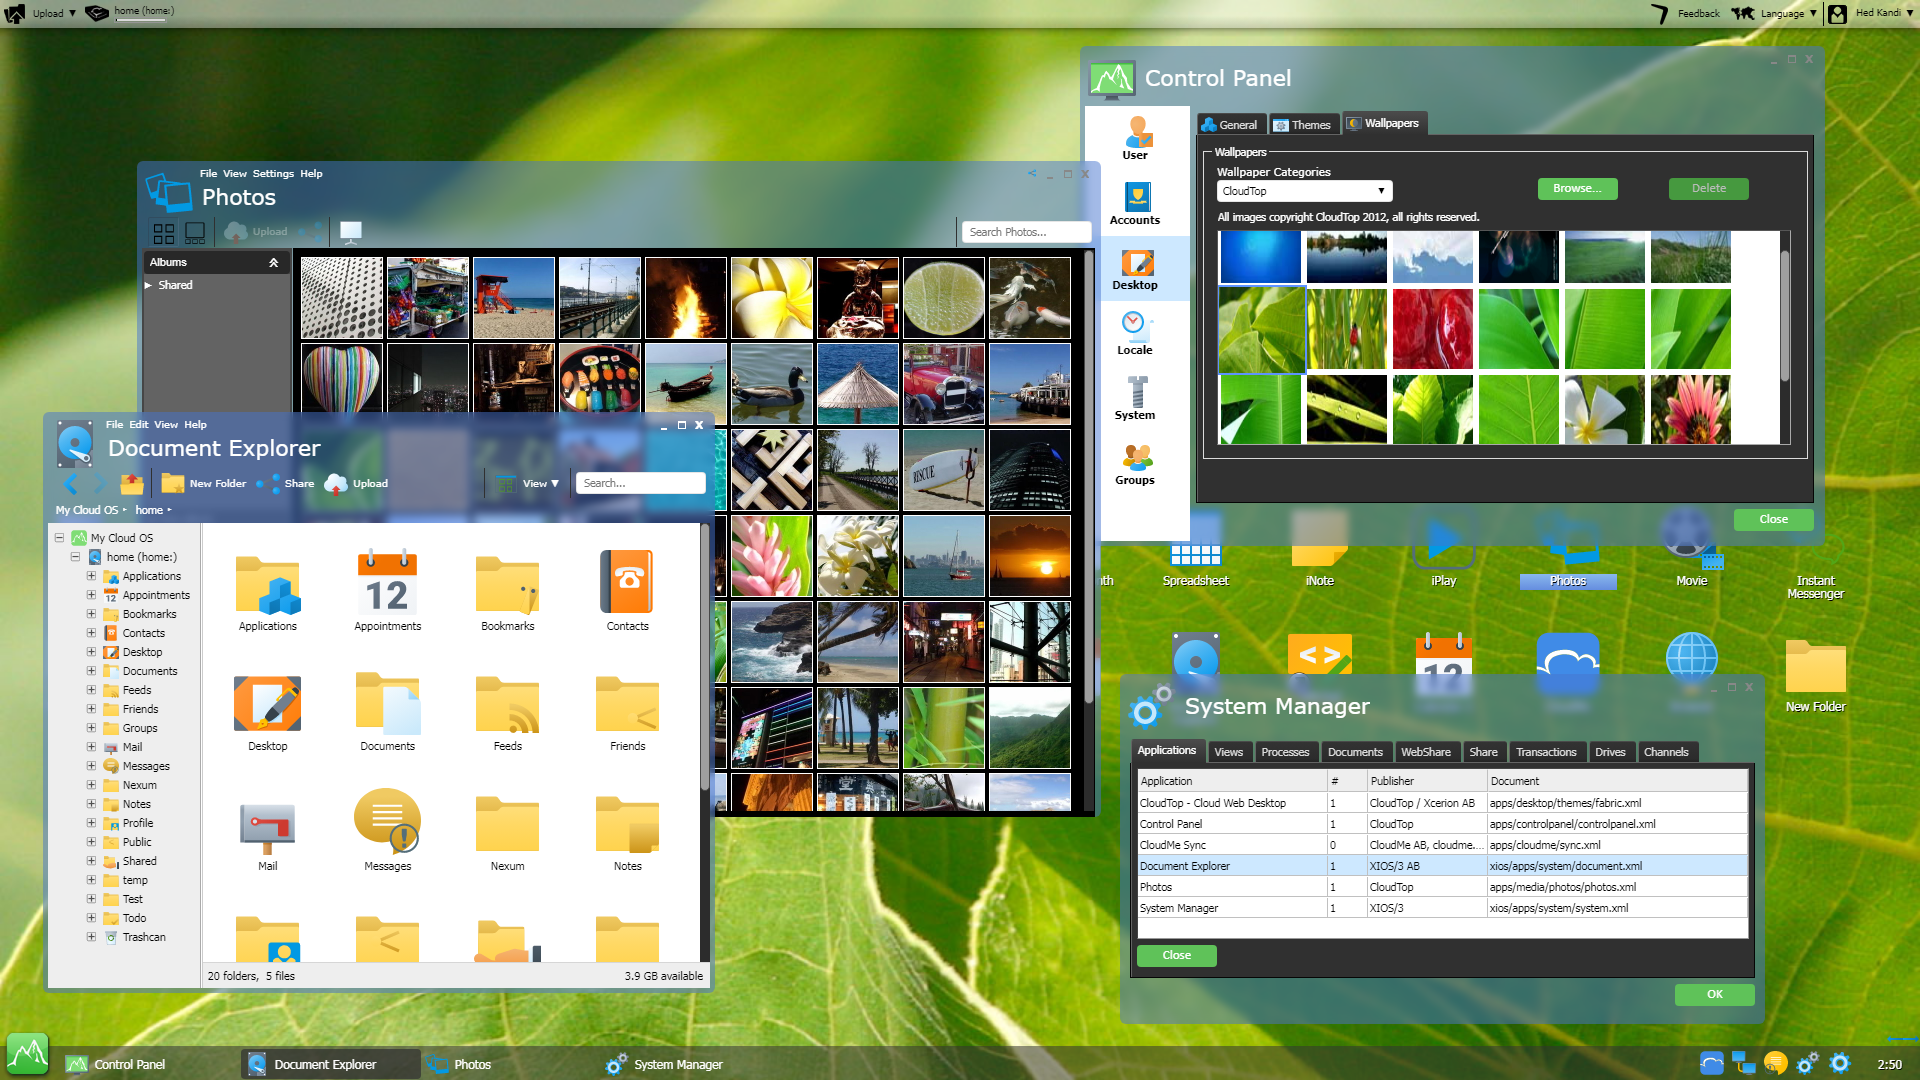 Upload ▼
home (home:)
Feedback
Language ▼
Hed Kandi ▼
Control Panel
User
Accounts
Desktop
Locale
System
Groups
General
Themes
Wallpapers
Wallpapers
Wallpaper Categories
CloudTop
Browse...
Delete
All images copyright CloudTop 2012, all rights reserved.
Close
File View Settings Help
Photos
Upload
Search Photos...
Albums
Shared
RESCUE
File Edit View Help
Document Explorer
New Folder
Share
Upload
View ▼
Search...
My Cloud OS
home
My Cloud OS
home (home:)
Applications
Appointments
Bookmarks
Contacts
Desktop
Documents
Feeds
Friends
Groups
Mail
Messages
Nexum
Notes
Profile
Public
Shared
temp
Test
Todo
Trashcan
12
Applications
Appointments
Bookmarks
Contacts
Desktop
Documents
Feeds
Friends
Mail
Messages
Nexum
Notes
20 folders, 5 files
3.9 GB available
Spreadsheet
iNote
iPlay
Photos
Movie
Instant Messenger
12
New Folder
System Manager
Applications
Views
Processes
Documents
WebShare
Share
Transactions
Drives
Channels
Application # Publisher Document
CloudTop - Cloud Web Desktop 1 CloudTop / Xcerion AB apps/desktop/themes/fabric.xml
Control Panel 1 CloudTop apps/controlpanel/controlpanel.xml
CloudMe Sync 0 CloudMe AB, cloudme.... apps/cloudme/sync.xml
Document Explorer 1 XIOS/3 AB xios/apps/system/document.xml
Photos 1 CloudTop apps/media/photos/photos.xml
System Manager 1 XIOS/3 xios/apps/system/system.xml
Close
OK
Control Panel
Document Explorer
Photos
System Manager
2:50